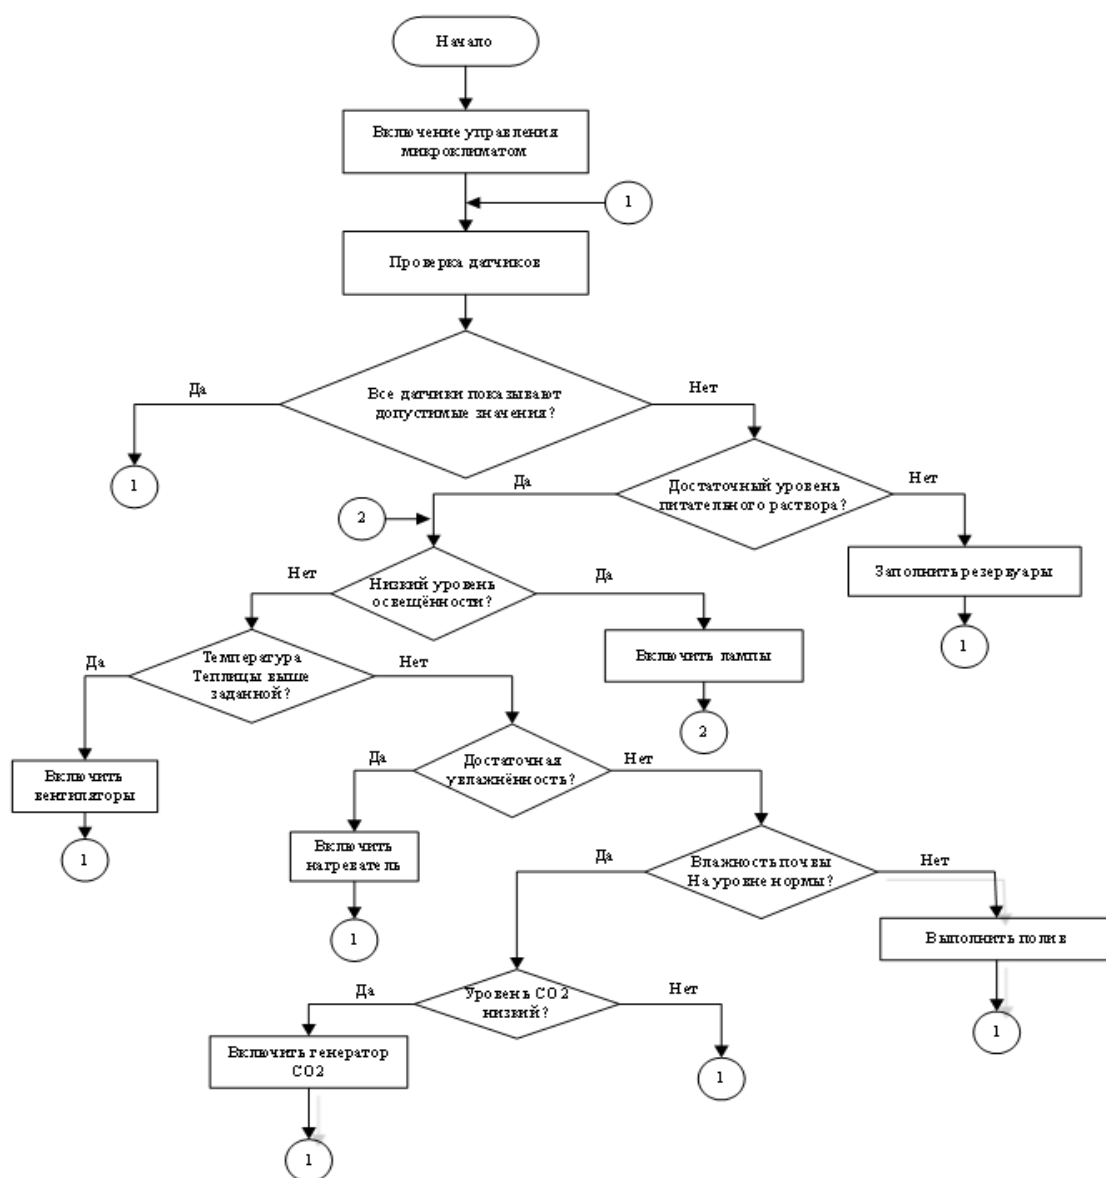 Начало
Включение управления
микроклиматом
1
Проверка датчиков
Да
Все датчики показывают
допустимые значения?
Нет
1
Да
Достаточный уровень
питательного раствора?
Нет
2
Нет
Низкий уровень
освещённости?
Да
Заполнить резервуары
1
Да
Температура
Теплицы выше
заданной?
Нет
Включить лампы
2
Включить
вентиляторы
1
Да
Достаточная
увлажнённость?
Нет
Включить
нагреватель
1
Да
Влажность почвы
На уровне нормы?
Нет
Выполнить полив
1
Да
Уровень СО2
низкий?
Нет
Включить генератор
СО2
1
1